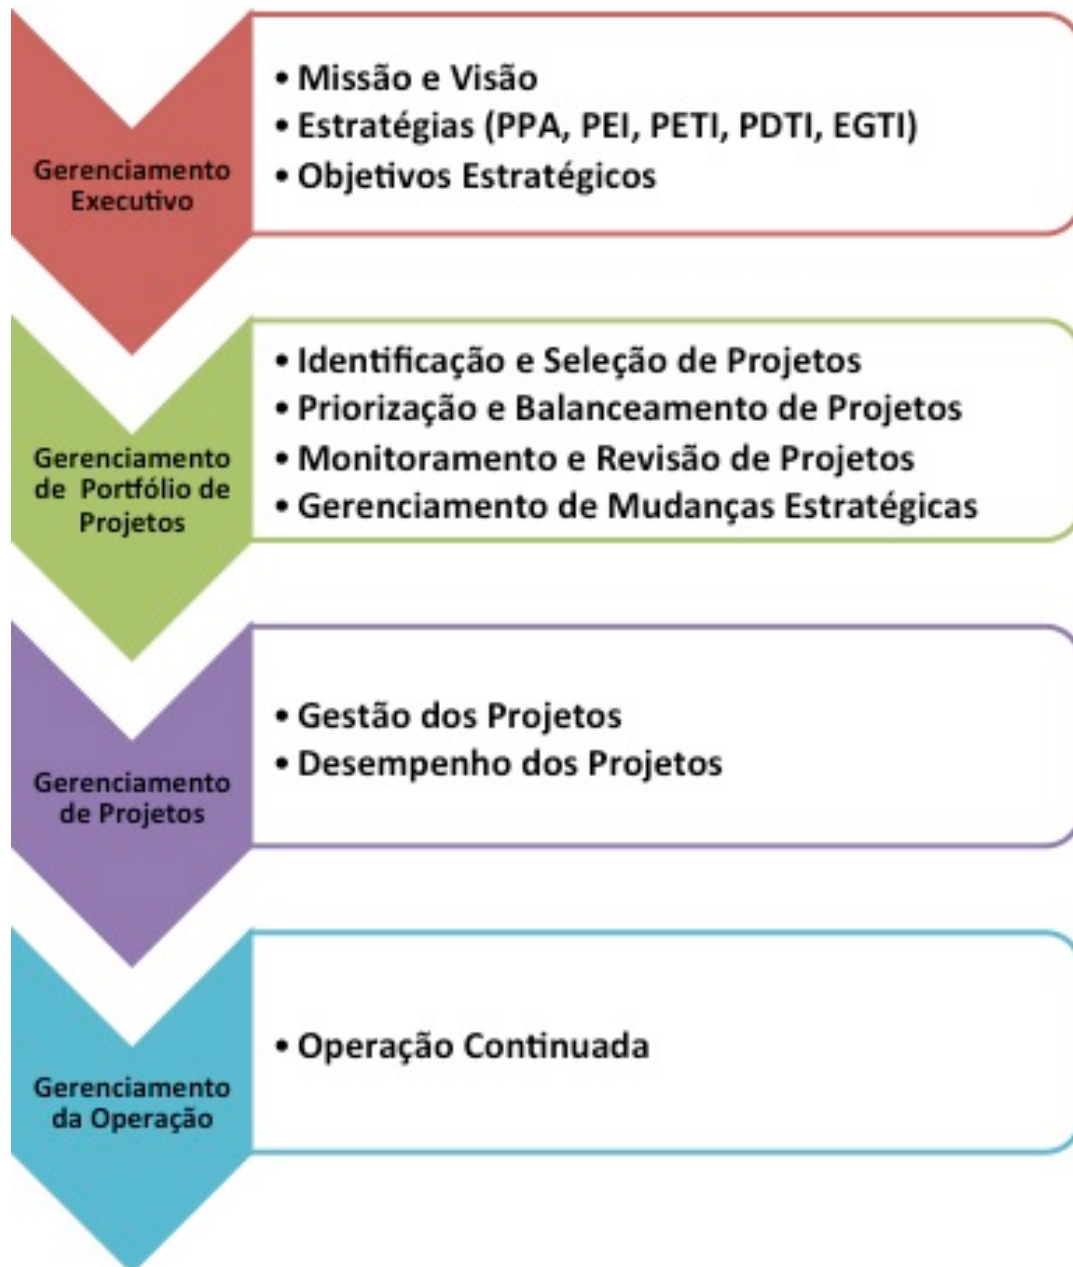 Gerenciamento
Executivo
• Missão e Visão
• Estratégias (PPA, PEI, PETI, PDTI, EGTI)
• Objetivos Estratégicos
Gerenciamento
de Portfólio de
Projetos
• Identificação e Seleção de Projetos
• Priorização e Balanceamento de Projetos
• Monitoramento e Revisão de Projetos
• Gerenciamento de Mudanças Estratégicas
Gerenciamento
de Projetos
• Gestão dos Projetos
• Desempenho dos Projetos
Gerenciamento
da Operação
• Operação Continuada